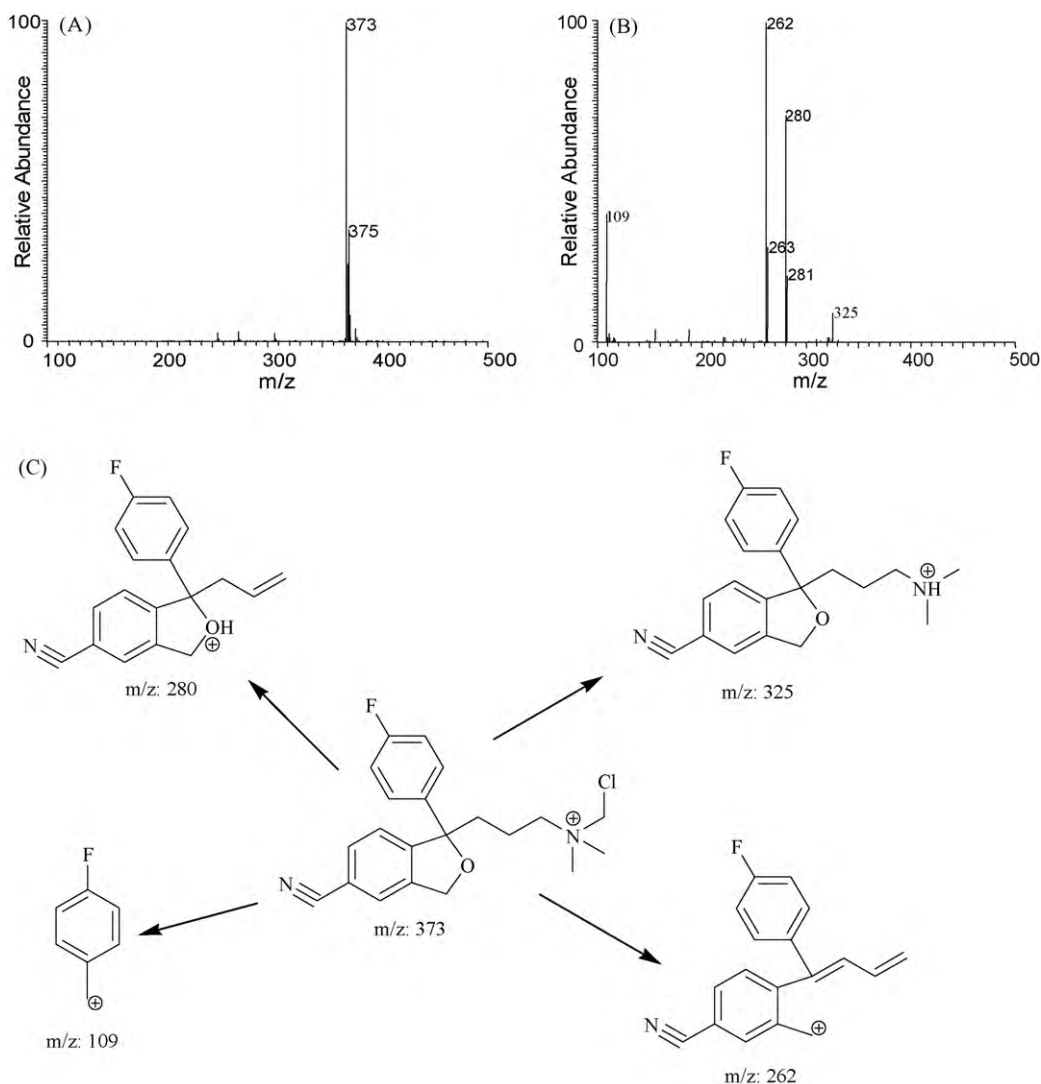 (A)
100
373
375
Relative Abundance
0
100 200 300 400 500
m/z
(B)
100
262
280
109
263
281
325
Relative Abundance
0
100 200 300 400 500
m/z
(C)
F
OH
⊕
N
m/z: 280
F
⊕
NH
O
N
m/z: 325
F
Cl
⊕
N
O
N
m/z: 373
F
⊕
m/z: 109
F
N
⊕
m/z: 262